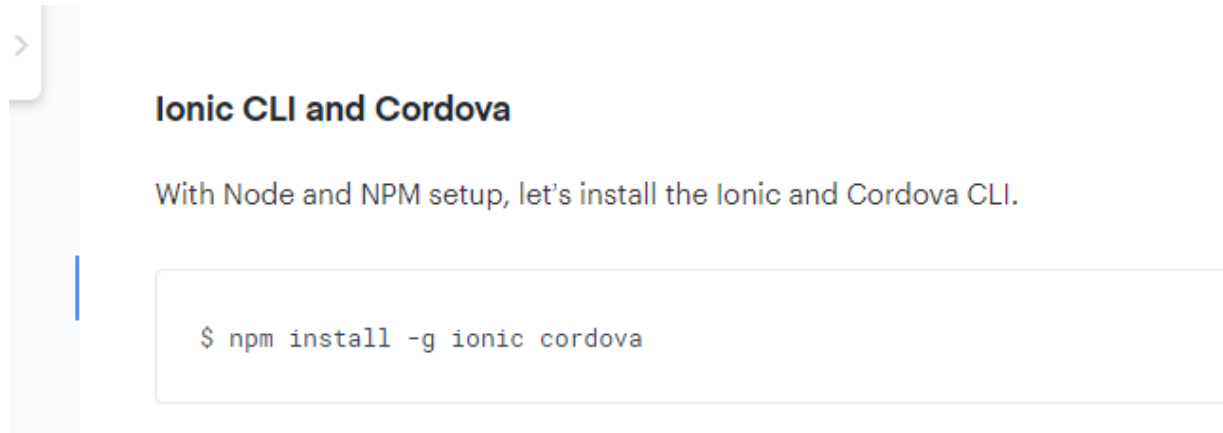 Ionic CLI and Cordova
With Node and NPM setup, let's install the Ionic and Cordova CLI.
$ npm install -g ionic cordova